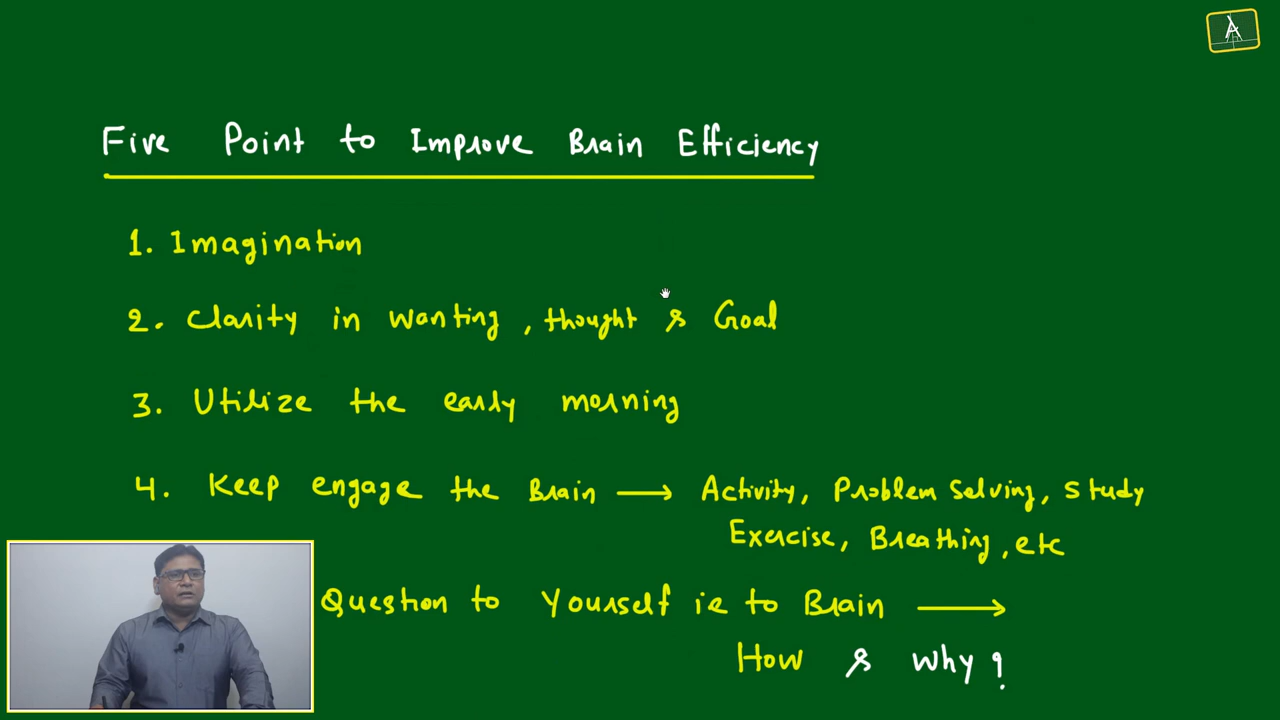 A
Five Point to Improve Brain Efficiency
1. Imagination
2. Clarity in wanting, thought & Goal
3. Utilize the early morning
4. Keep engage the Brain → Activity, Problem Solving, Study
Exercise, Breathing, etc
Question to Yourself ie to Brain →
How & Why?